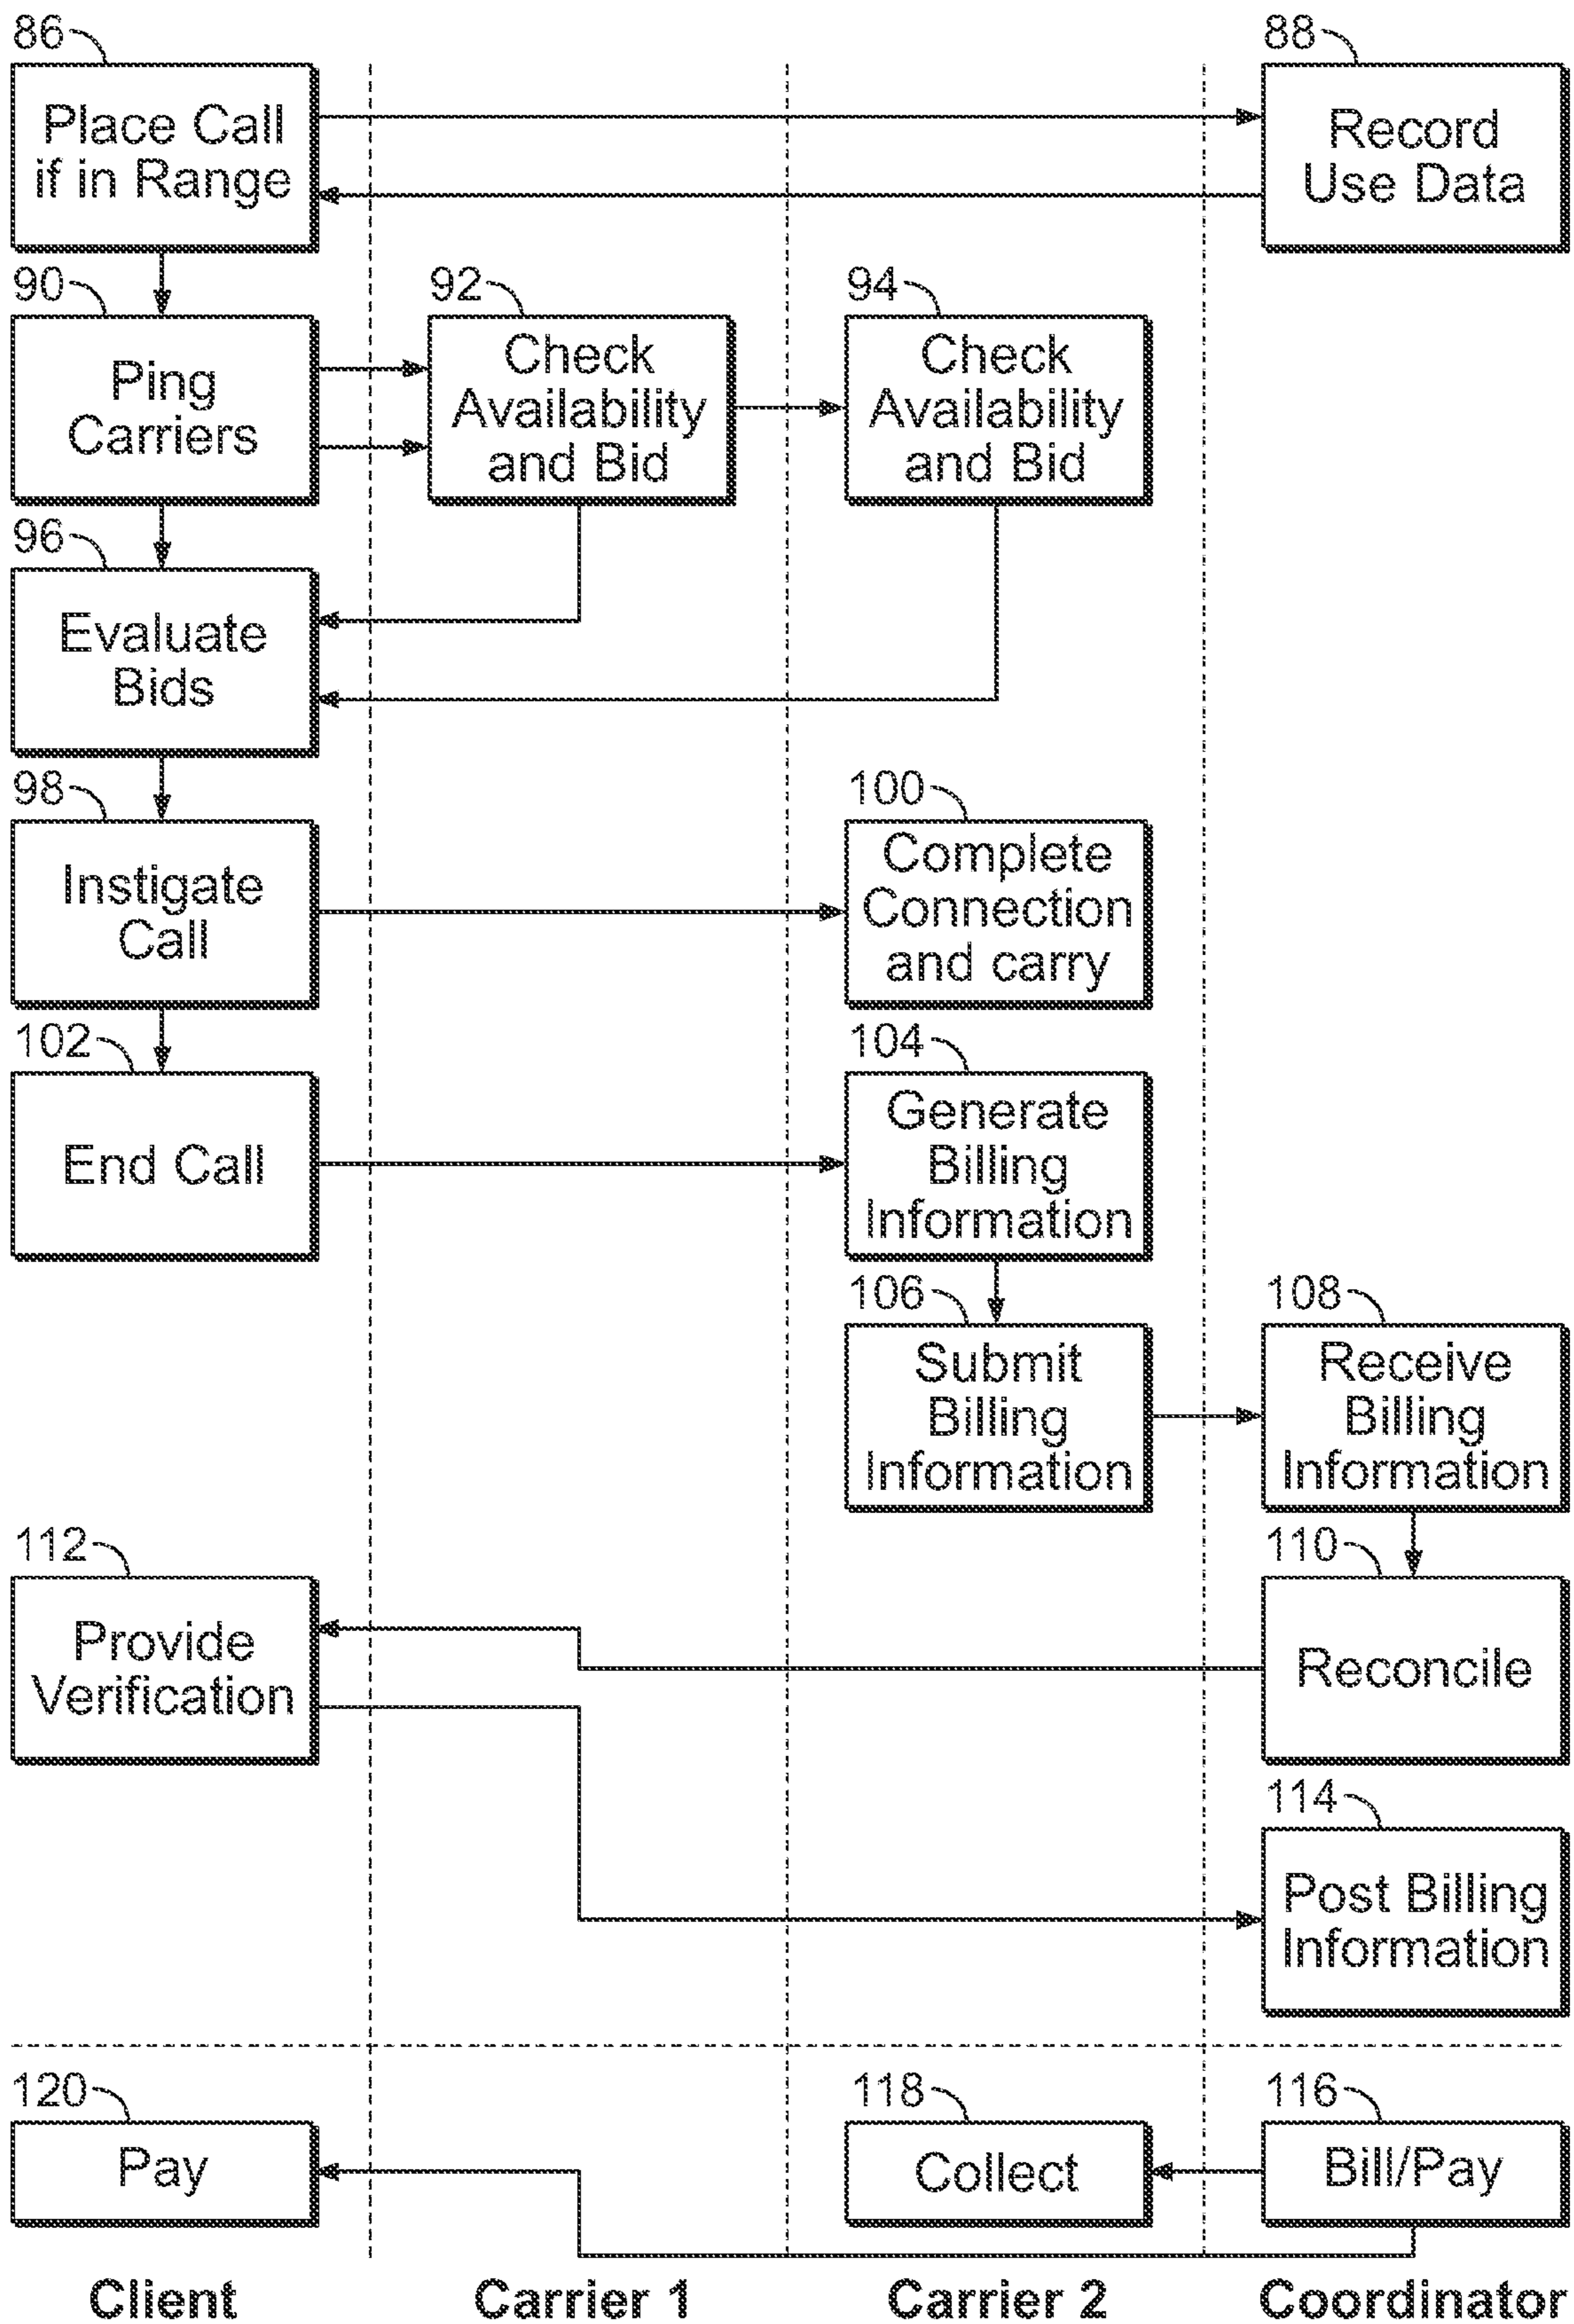 86
88
Place Call
if in Range
Record
Use Data
90
92
94
Ping
Carriers
Check
Availability
and Bid
Check
Availability
and Bid
96
Evaluate
Bids
98
100
Instigate
Call
Complete
Connection
and carry
102
104
End Call
Generate
Billing
Information
106
108
Submit
Billing
Information
Receive
Billing
Information
112
110
Provide
Verification
Reconcile
114
Post Billing
Information
120
118
116
Pay
Collect
Bill/Pay
Client
Carrier 1
Carrier 2
Coordinator